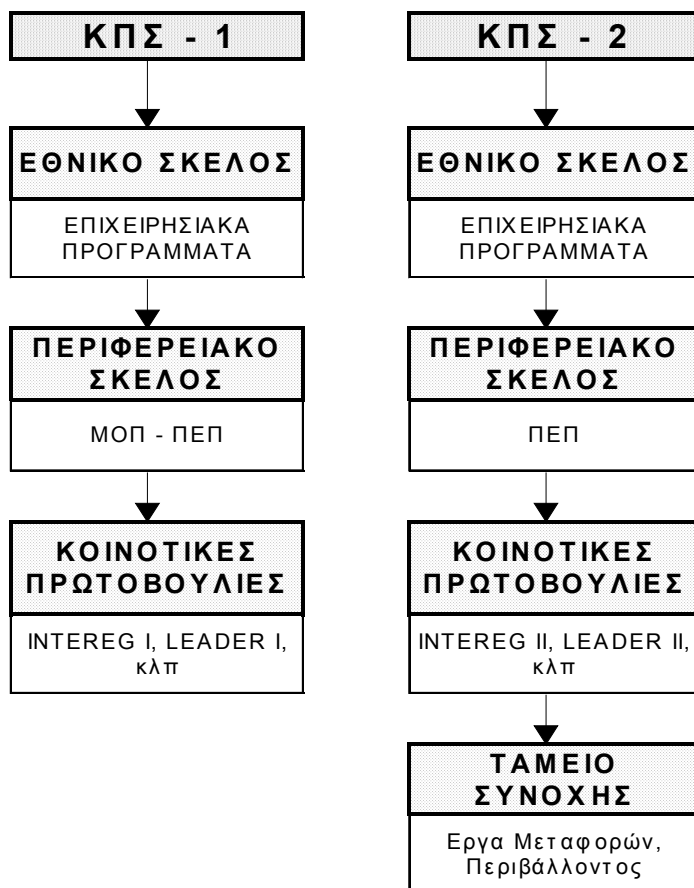 ΚΠΣ - 1
ΕΘΝΙΚΟ ΣΚΕΛΟΣ
ΕΠΙΧΕΙΡΗΣΙΑΚΑ
ΠΡΟΓΡΑΜΜΑΤΑ
ΠΕΡΙΦΕΡΕΙΑΚΟ
ΣΚΕΛΟΣ
ΜΟΠ - ΠΕΠ
ΚΟΙΝΟΤΙΚΕΣ
ΠΡΩΤΟΒΟΥΛΙΕΣ
INTEREG I, LEADER I,
κλπ
ΚΠΣ - 2
ΕΘΝΙΚΟ ΣΚΕΛΟΣ
ΕΠΙΧΕΙΡΗΣΙΑΚΑ
ΠΡΟΓΡΑΜΜΑΤΑ
ΠΕΡΙΦΕΡΕΙΑΚΟ
ΣΚΕΛΟΣ
ΠΕΠ
ΚΟΙΝΟΤΙΚΕΣ
ΠΡΩΤΟΒΟΥΛΙΕΣ
INTEREG II, LEADER II,
κλπ
ΤΑΜΕΙΟ
ΣΥΝΟΧΗΣ
Εργα Μεταφορών,
Περιβάλλοντος